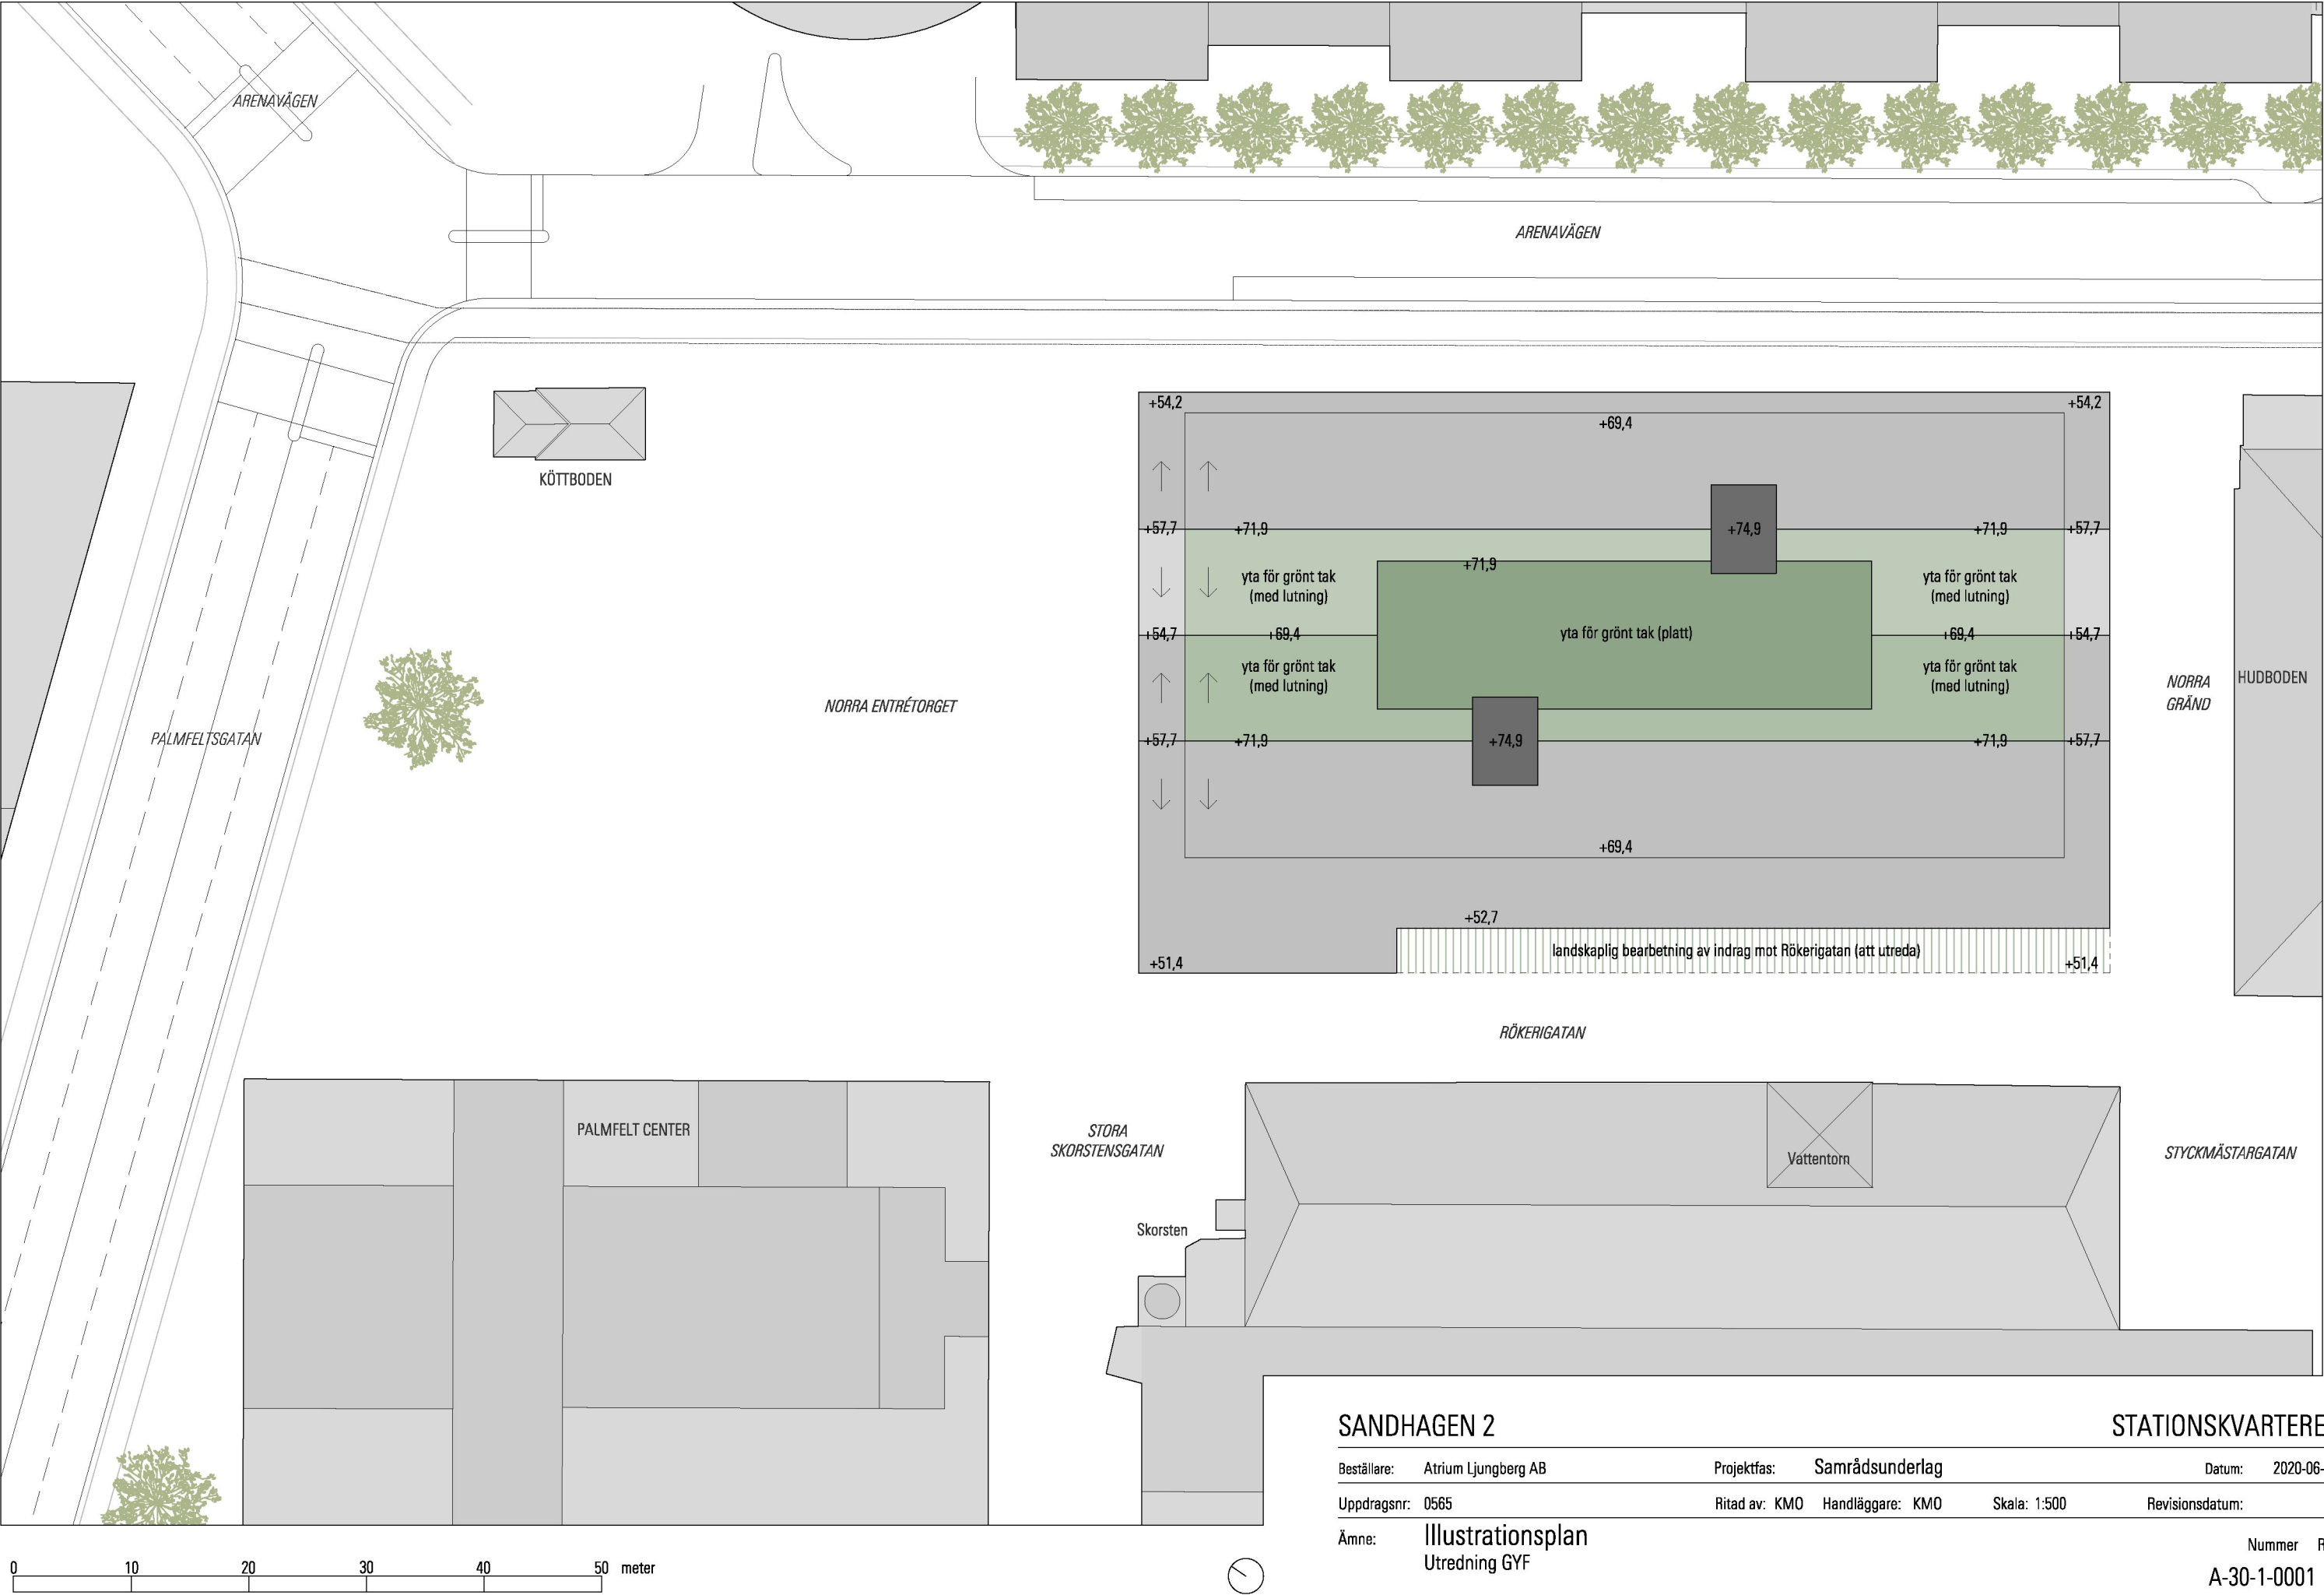 ARENAVÄGEN
ARENAVÄGEN
KÖTTBODEN
+54,2
+54,2
+69,4
+57,7
+71,9
+74,9
+71,9
+57,7
+71,9
yta för grönt tak
(med lutning)
yta för grönt tak
(med lutning)
+54,7
+69,4
yta för grönt tak (platt)
+69,4
+54,7
yta för grönt tak
(med lutning)
yta för grönt tak
(med lutning)
HUDBODEN
NORRA
GRÄND
NORRA ENTRÉTORGET
PALMFELTSGATAN
+57,7
+71,9
+74,9
+71,9
+57,7
+69,4
+52,7
landskaplig bearbetning av indrag mot Rökerigatan (att utreda)
+51,4
+51,4
RÖKERIGATAN
PALMFELT CENTER
STORA
SKORSTENSGATAN
Vattentorn
STYCKMÄSTARGATAN
Skorsten
SANDHAGEN 2
STATIONSKVARTERE
Beställare: Atrium Ljungberg AB
Projektfas: Samrådsunderlag
Datum: 2020-06-
Uppdragsnr: 0565
Ritad av: KMO Handläggare: KMO Skala: 1:500
Revisionsdatum:
Ämne: Illustrationsplan
Utredning GYF
Nummer R
A-30-1-0001
0 10 20 30 40 50 meter